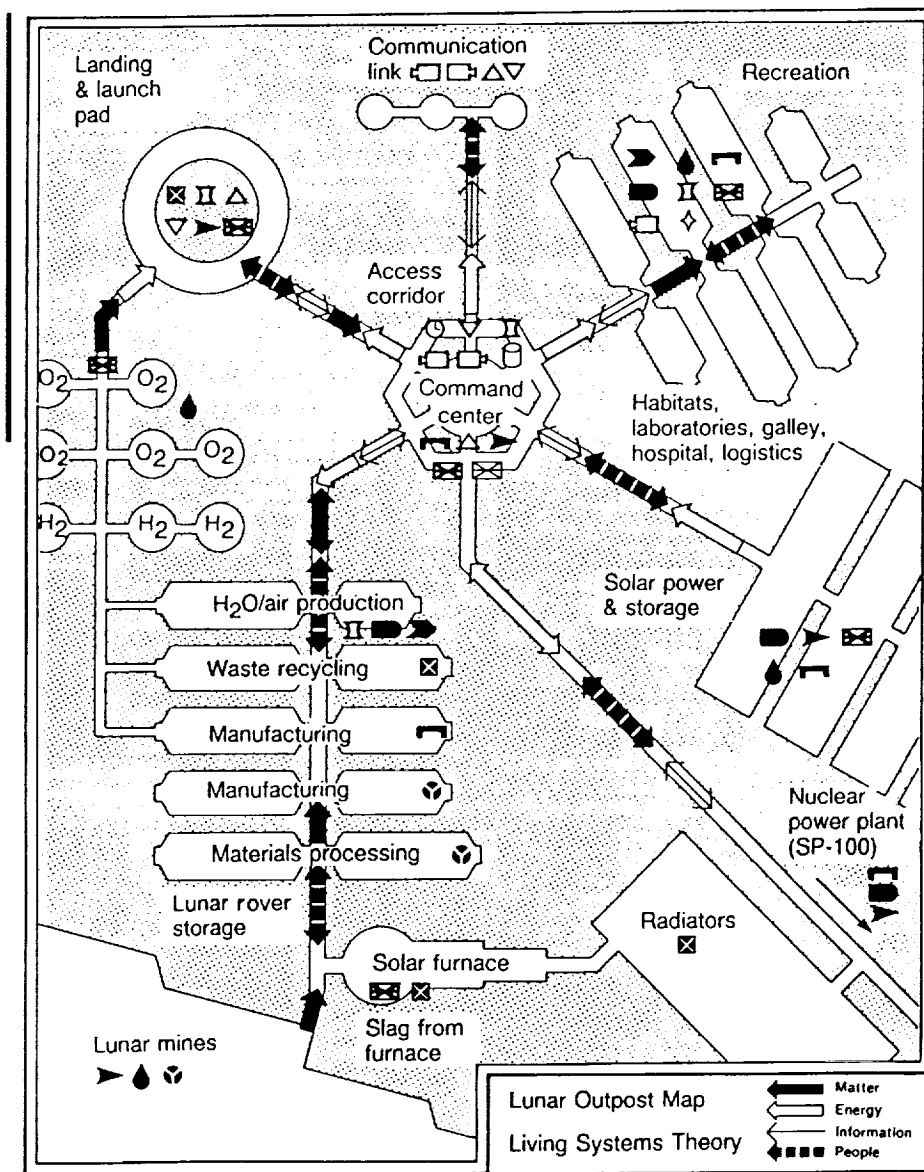 Landing
& launch
pad
Communication
link
Recreation
Access
corridor
Command
center
Habitats,
laboratories, galley,
hospital, logistics
O2 O2
O2 O2 O2
H2 H2 H2
H2O/air production
Waste recycling
Manufacturing
Manufacturing
Materials processing
Lunar rover
storage
Solar power
& storage
Nuclear
power plant
(SP-100)
Radiators
Solar furnace
Slag from
furnace
Lunar mines
Lunar Outpost Map
Living Systems Theory
Matter
Energy
Information
People